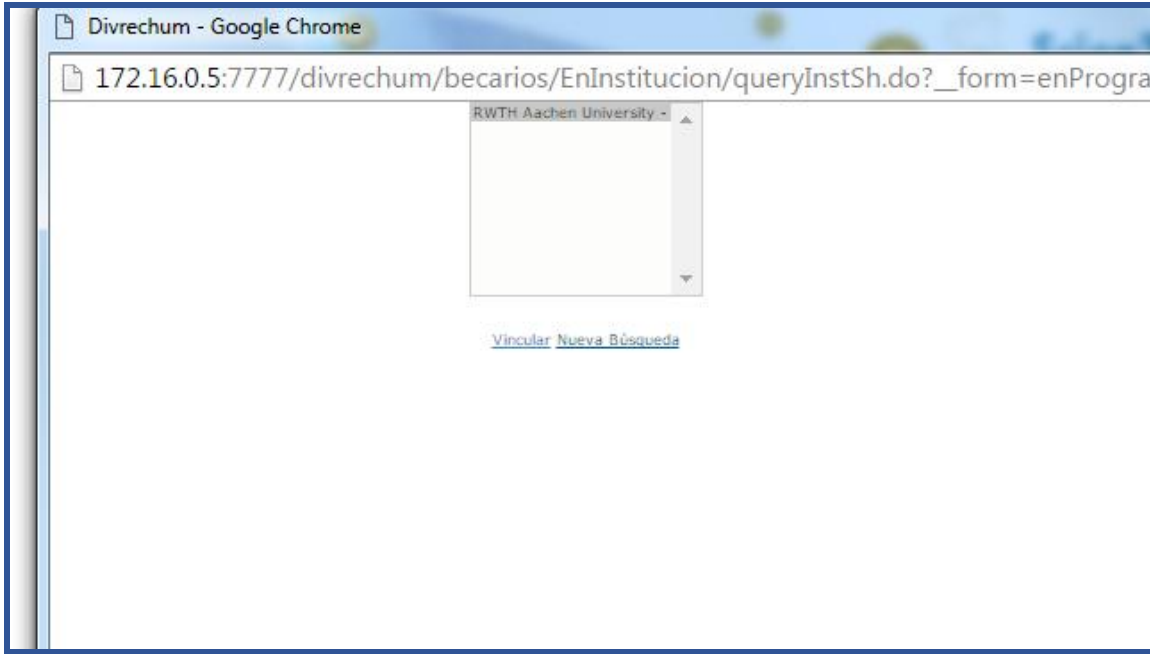 Divrechum - Google Chrome
172.16.0.5:7777/divrechum/becarios/EnInstitucion/queryInstSh.do?__form=enProgra
RWTH Aachen University -
Vincular Nueva Búsqueda